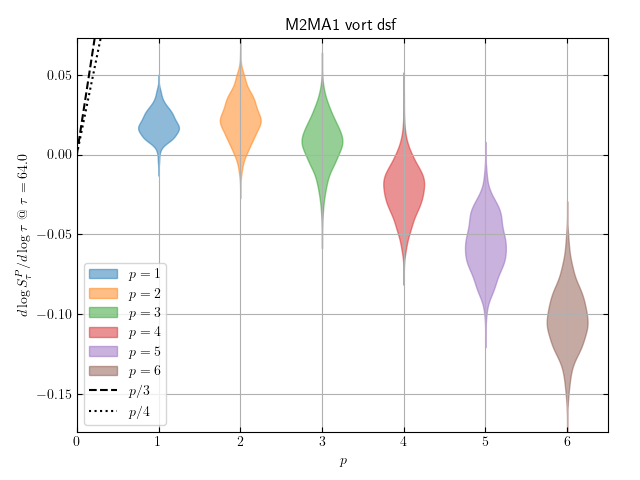 M2MA1 vort dsf
d log S_τ^P / d log τ @ τ = 64.0
0.05
0.00
−0.05
−0.10
−0.15
p = 1
p = 2
p = 3
p = 4
p = 5
p = 6
p/3
p/4
0 1 2 3 4 5 6
p